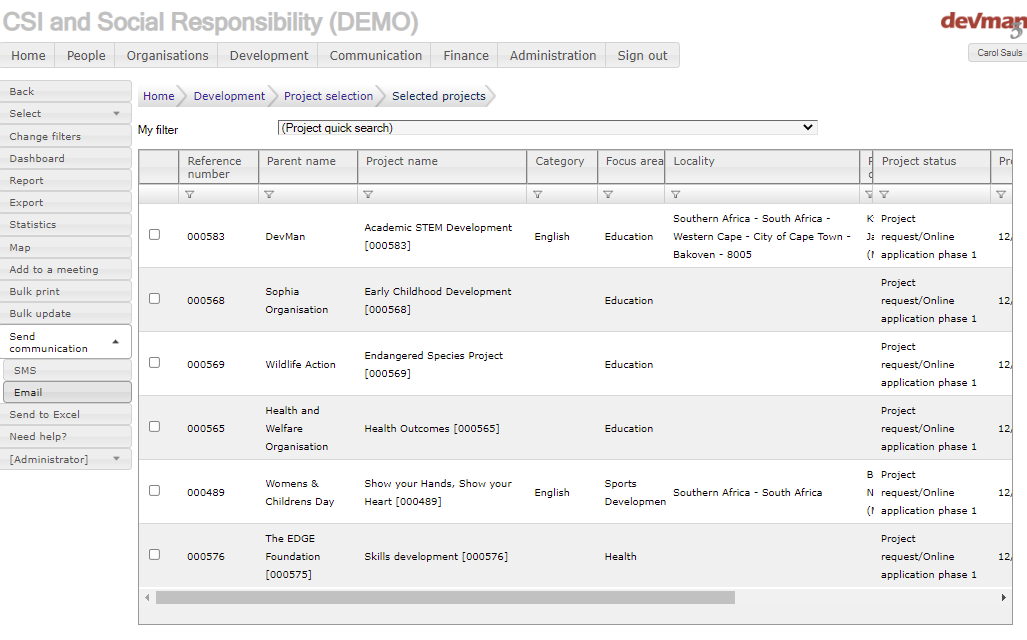 CSI and Social Responsibility (DEMO)
devman
3
Home People Organisations Development Communication Finance Administration Sign out
Carol Sauls
Back
Select
Change filters
Dashboard
Report
Export
Statistics
Map
Add to a meeting
Bulk print
Bulk update
Send
communication
SMS
Email
Send to Excel
Need help?
[Administrator]
Home Development Project selection Selected projects
My filter
(Project quick search)
Reference
number
Parent name
Project name
Category
Focus area
Locality
Project status
000583
DevMan
Academic STEM Development
[000583]
English
Education
Southern Africa - South Africa -
Western Cape - City of Cape Town -
Bakoven - 8005
K
Ja
Project
request/Online
application phase 1
12/
000568
Sophia
Organisation
Early Childhood Development
[000568]
Education
Project
request/Online
application phase 1
12/
000569
Wildlife Action
Endangered Species Project
[000569]
Education
Project
request/Online
application phase 1
12/
000565
Health and
Welfare
Organisation
Health Outcomes [000565]
Education
Project
request/Online
application phase 1
12/
000489
Womens &
Childrens Day
Show your Hands, Show your
Heart [000489]
English
Sports
Developmen
Southern Africa - South Africa
B
N
Project
request/Online
application phase 1
12/
000576
The EDGE
Foundation
[000575]
Skills development [000576]
Health
Project
request/Online
application phase 1
12/